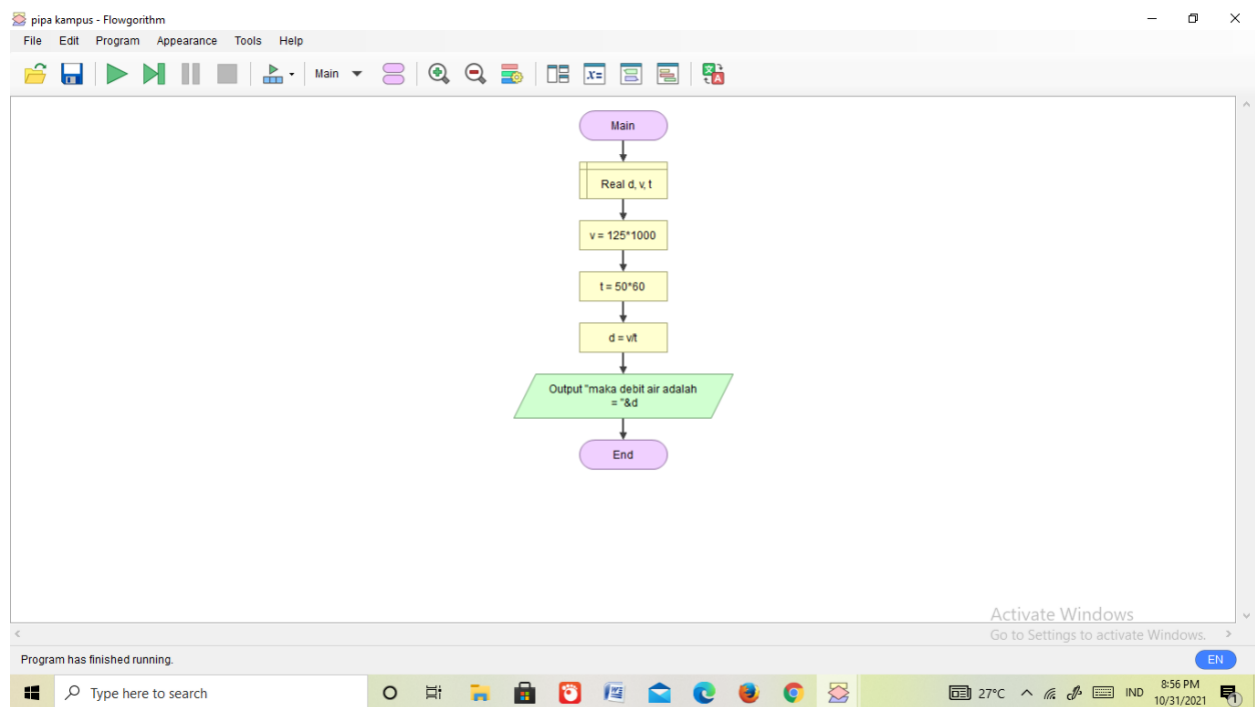 pipa kampus - Flowgorithm
File Edit Program Appearance Tools Help
Main
x=
Main
Real d, v, t
v = 125*1000
t = 50*60
d = v/t
Output "maka debit air adalah
= "&d
End
Activate Windows
Go to Settings to activate Windows.
Program has finished running.
EN
Type here to search
27°C
IND
8:56 PM
10/31/2021
1